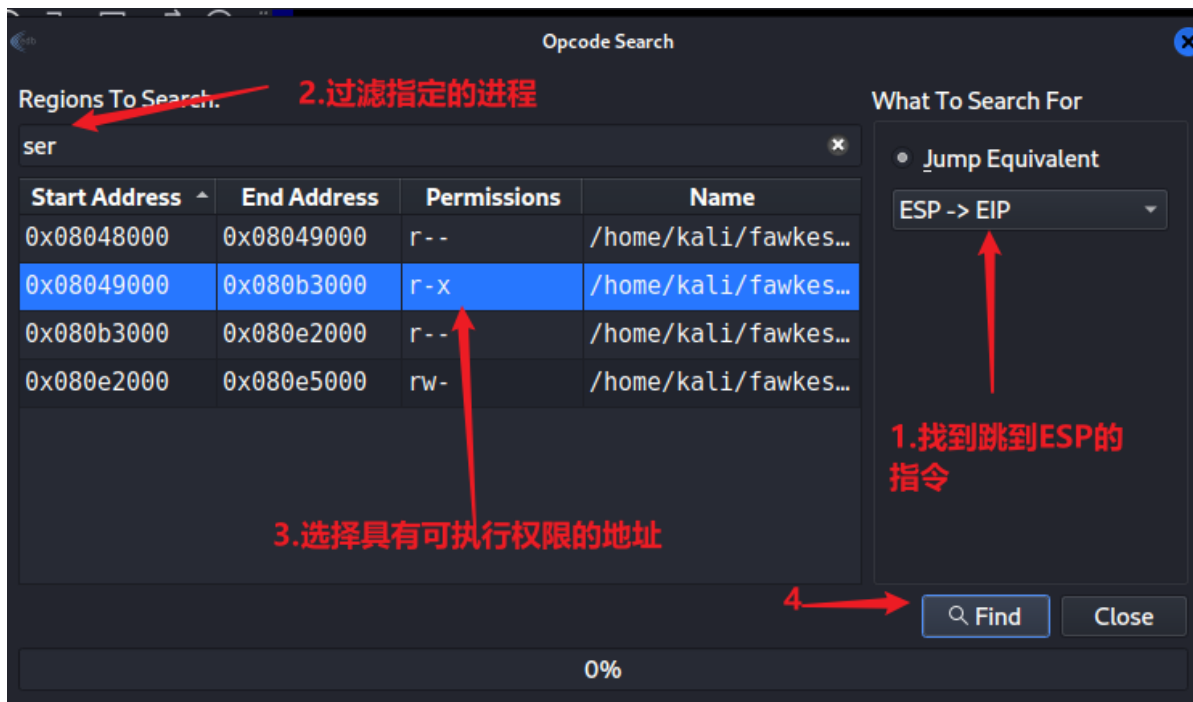 Opcode Search
Regions To Search:
2.过滤指定的进程
What To Search For
ser
Jump Equivalent
Start Address End Address Permissions Name
ESP -> EIP
0x08048000 0x08049000 r-- /home/kali/fawkes…
0x08049000 0x080b3000 r-x /home/kali/fawkes…
0x080b3000 0x080e2000 r-- /home/kali/fawkes…
0x080e2000 0x080e5000 rw- /home/kali/fawkes…
1.找到跳到ESP的
指令
3.选择具有可执行权限的地址
4
Find Close
0%